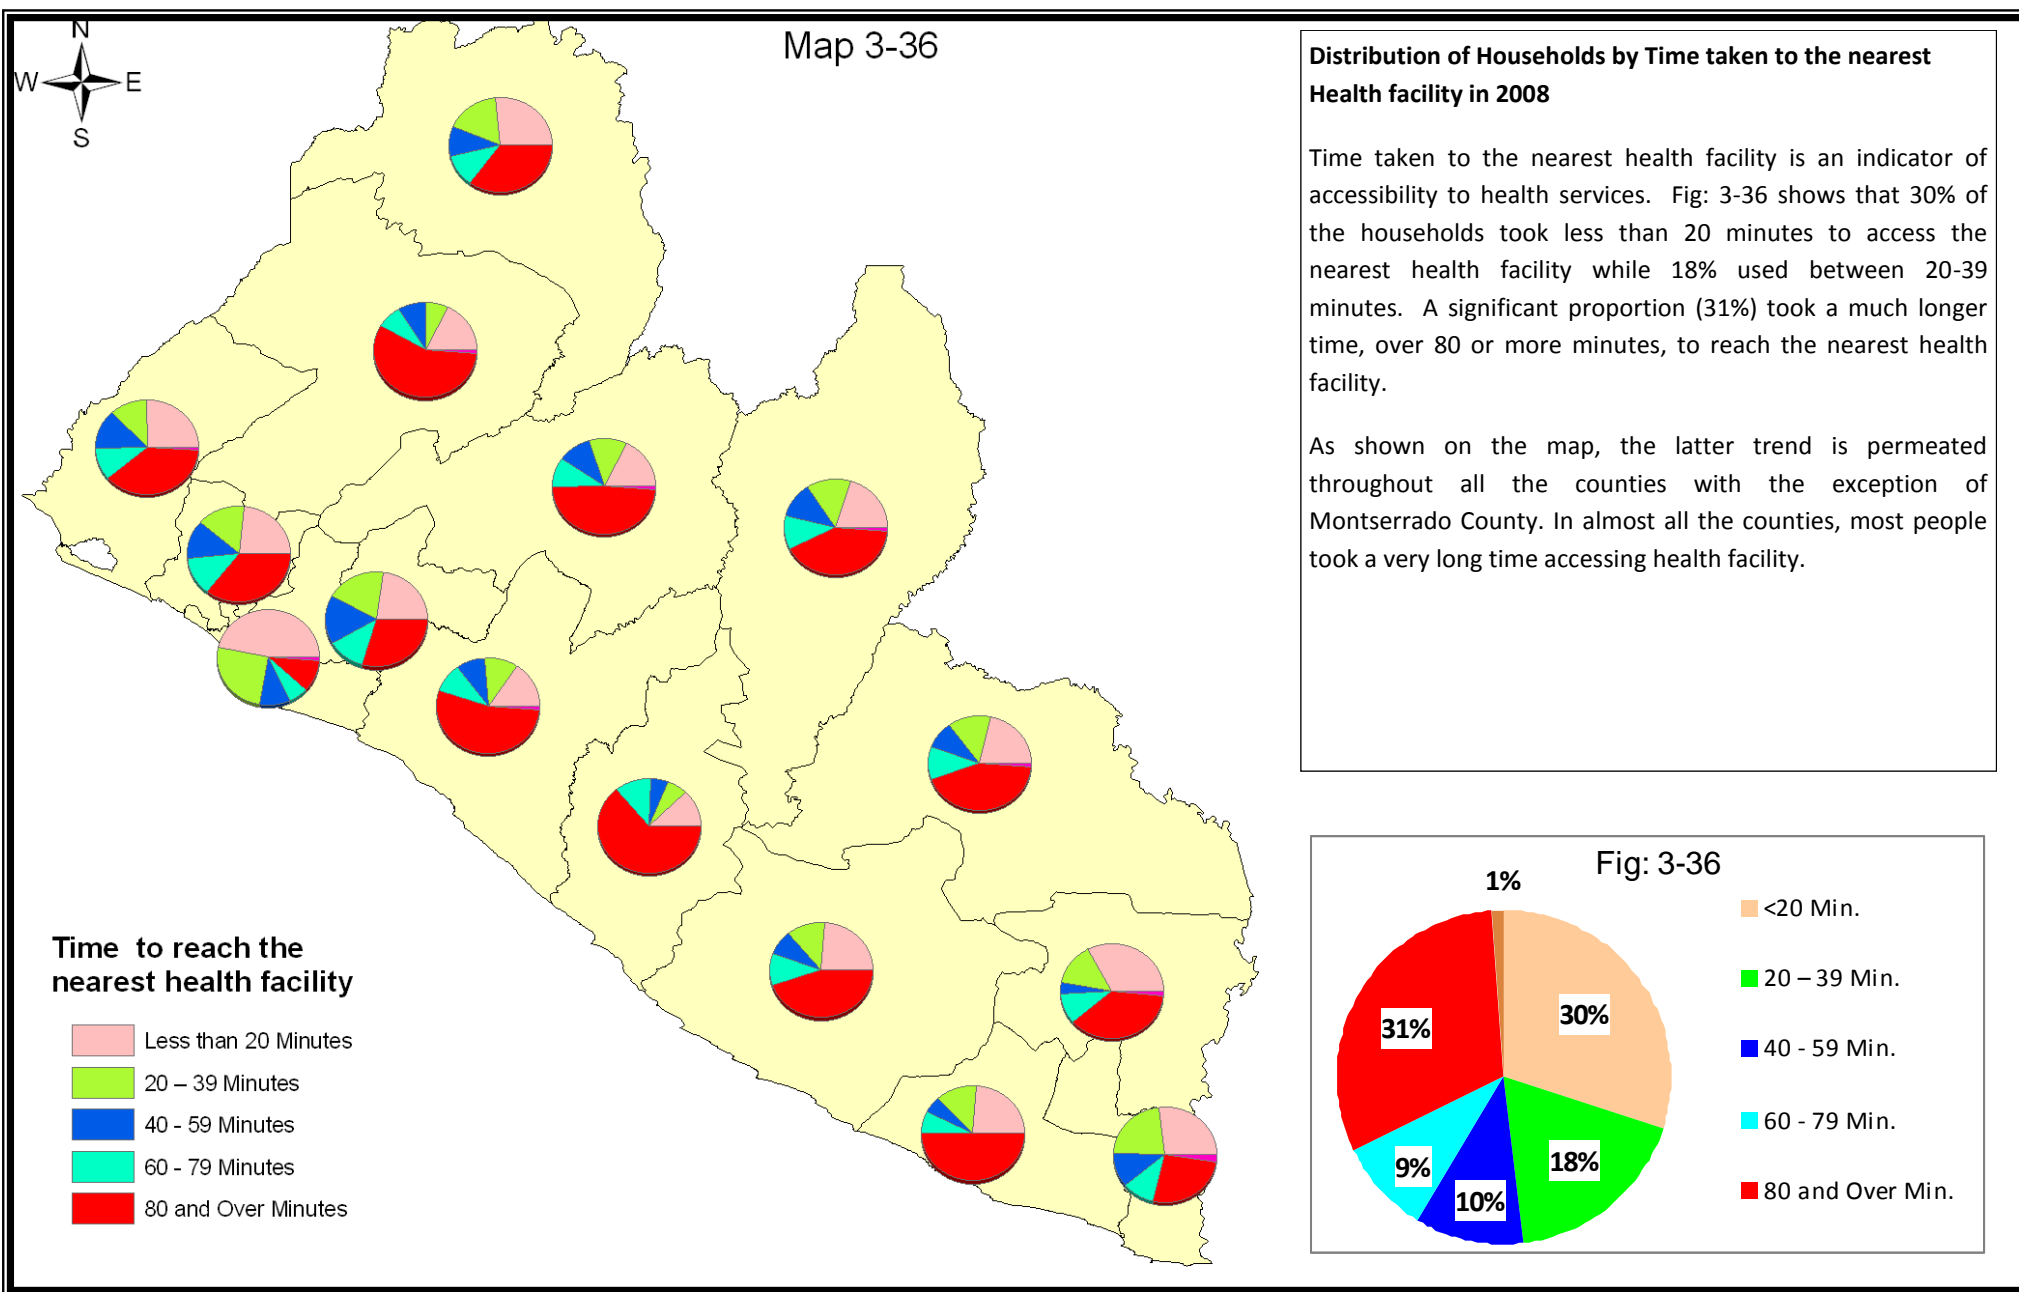 N
W
E
S
Map 3-36
Distribution of Households by Time taken to the nearest
Health facility in 2008
Time taken to the nearest health facility is an indicator of
accessibility to health services. Fig: 3-36 shows that 30% of
the households took less than 20 minutes to access the
nearest health facility while 18% used between 20-39
minutes. A significant proportion (31%) took a much longer
time, over 80 or more minutes, to reach the nearest health
facility.
As shown on the map, the latter trend is permeated
throughout all the counties with the exception of
Montserrado County. In almost all the counties, most people
took a very long time accessing health facility.
Time to reach the
nearest health facility
Less than 20 Minutes
20 – 39 Minutes
40 - 59 Minutes
60 - 79 Minutes
80 and Over Minutes
Fig: 3-36
1%
30%
18%
10%
9%
31%
<20 Min.
20 – 39 Min.
40 - 59 Min.
60 - 79 Min.
80 and Over Min.